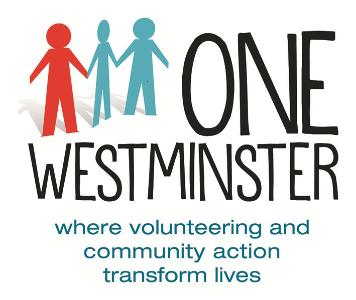 ONE
WESTMINSTER
where volunteering and
community action
transform lives